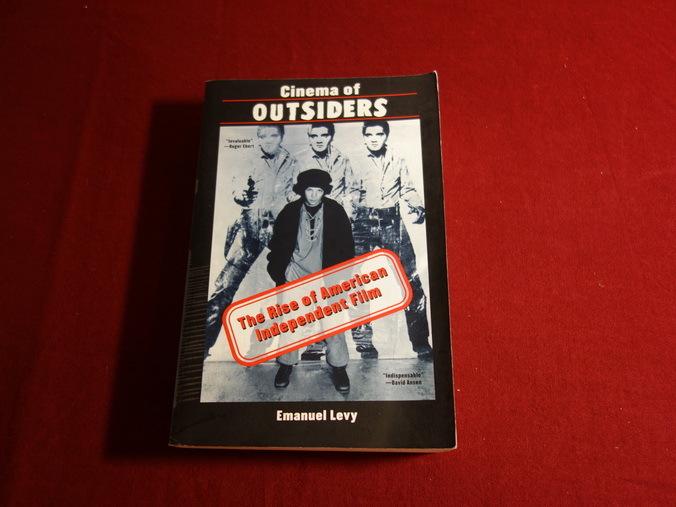 Cinema of
OUTSIDERS
"Invaluable"
—Roger Ebert
The Rise of American
Independent Film
"Indispensable"
—David Ansen
Emanuel Levy